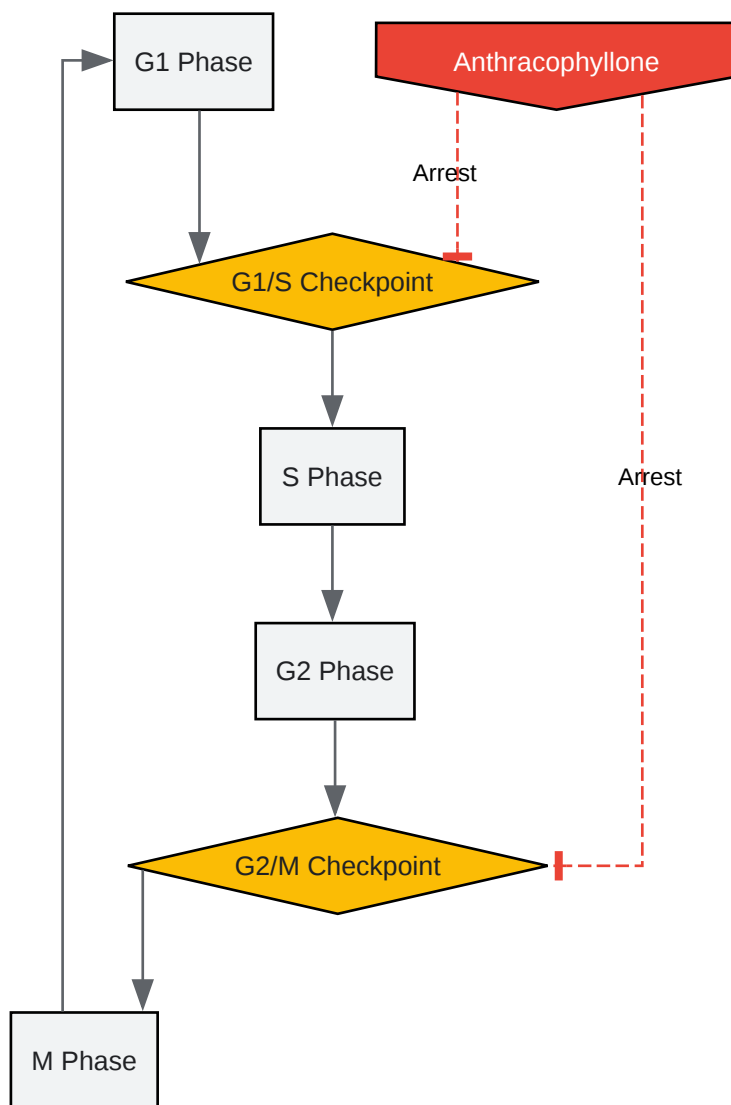 G1 Phase
Anthracophyllone
Arrest
G1/S Checkpoint
S Phase
Arrest
G2 Phase
G2/M Checkpoint
M Phase